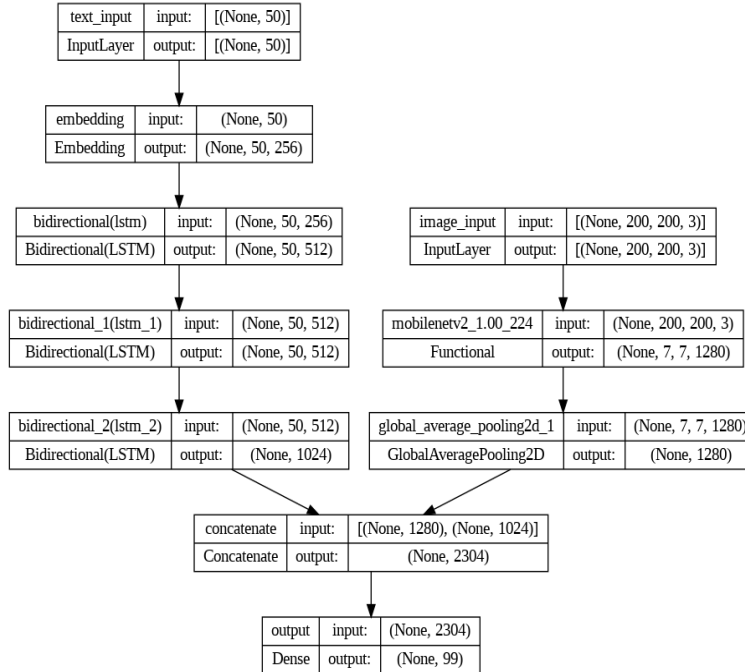 text_input input: [(None, 50)]
InputLayer output: [(None, 50)]
embedding input: (None, 50)
Embedding output: (None, 50, 256)
bidirectional(lstm) input: (None, 50, 256)
Bidirectional(LSTM) output: (None, 50, 512)
image_input input: [(None, 200, 200, 3)]
InputLayer output: [(None, 200, 200, 3)]
bidirectional_1(lstm_1) input: (None, 50, 512)
Bidirectional(LSTM) output: (None, 50, 512)
mobilenetv2_1.00_224 input: (None, 200, 200, 3)
Functional output: (None, 7, 7, 1280)
bidirectional_2(lstm_2) input: (None, 50, 512)
Bidirectional(LSTM) output: (None, 1024)
global_average_pooling2d_1 input: (None, 7, 7, 1280)
GlobalAveragePooling2D output: (None, 1280)
concatenate input: [(None, 1280), (None, 1024)]
Concatenate output: (None, 2304)
output input: (None, 2304)
Dense output: (None, 99)